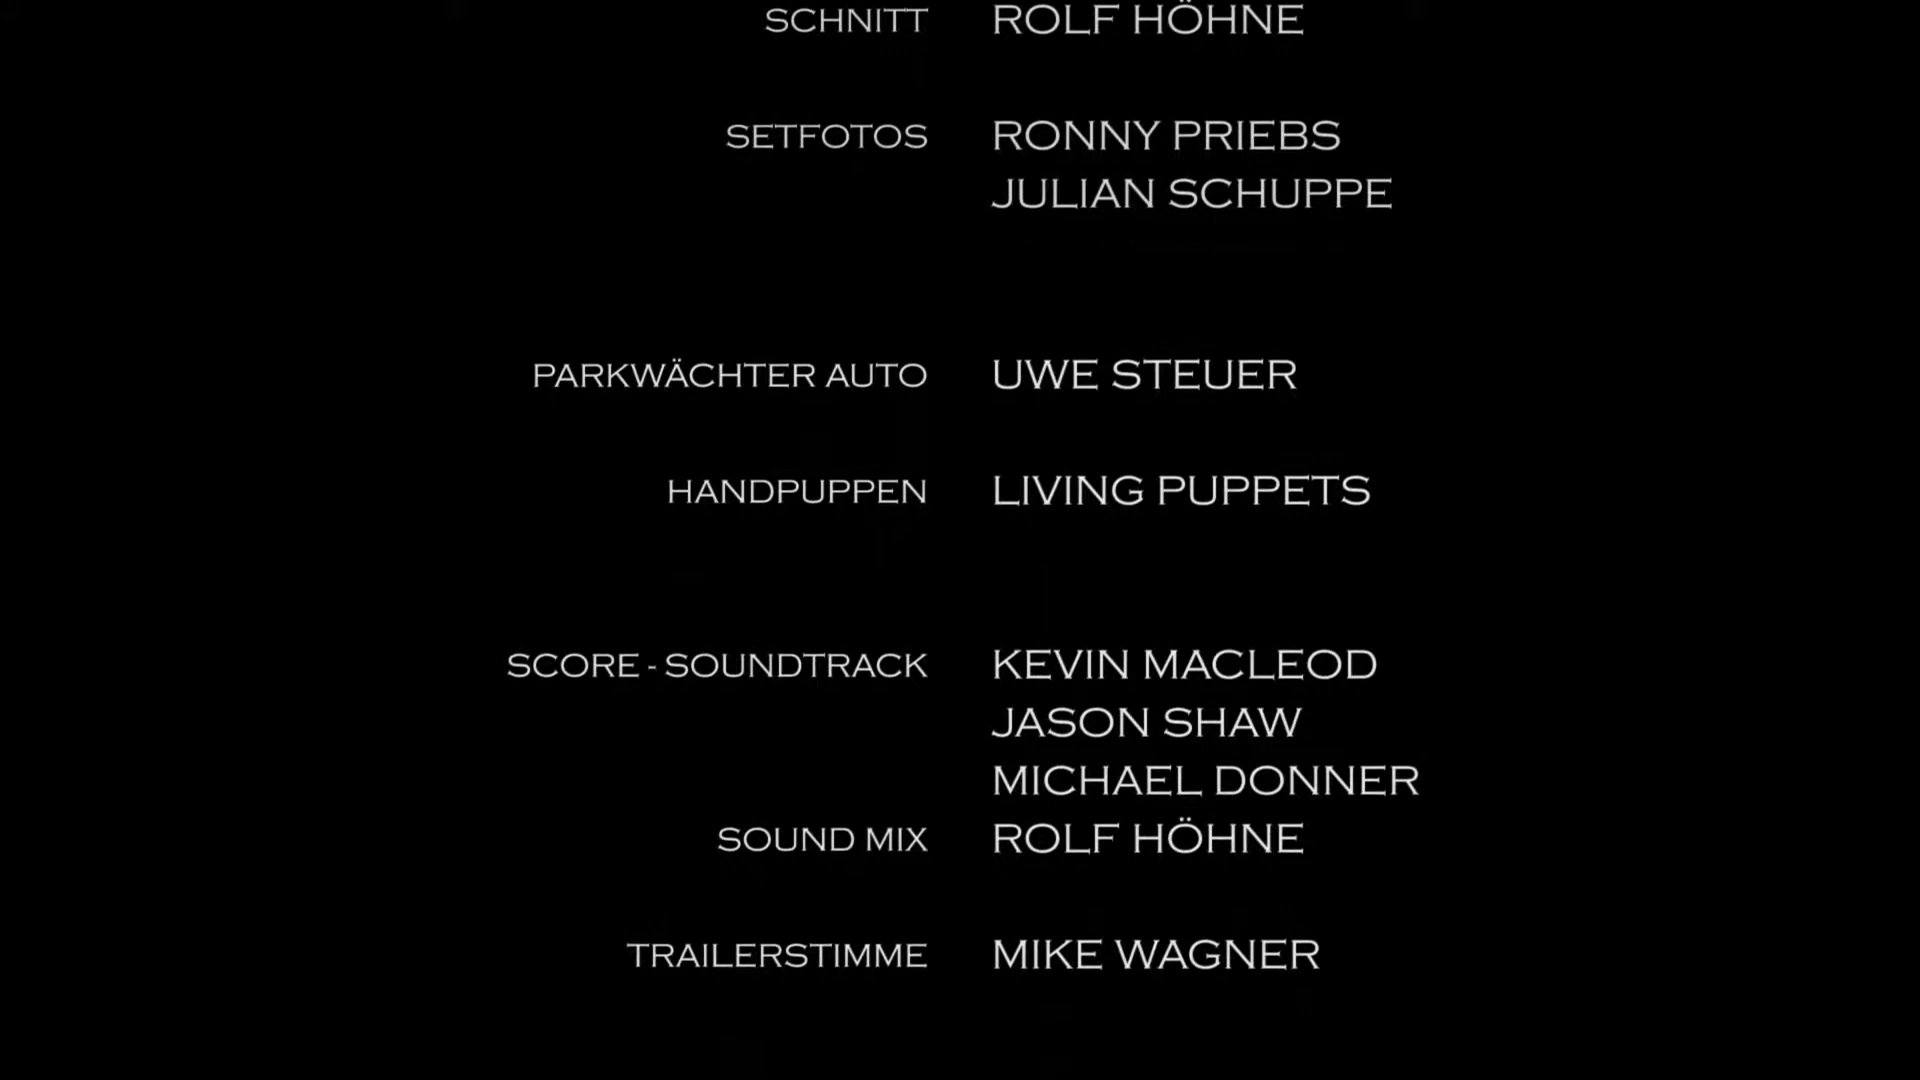 SCHNITT ROLF HÖHNE
SETFOTOS RONNY PRIEBS
JULIAN SCHUPPE
PARKWÄCHTER AUTO UWE STEUER
HANDPUPPEN LIVING PUPPETS
SCORE - SOUNDTRACK KEVIN MACLEOD
JASON SHAW
MICHAEL DONNER
SOUND MIX ROLF HÖHNE
TRAILERSTIMME MIKE WAGNER